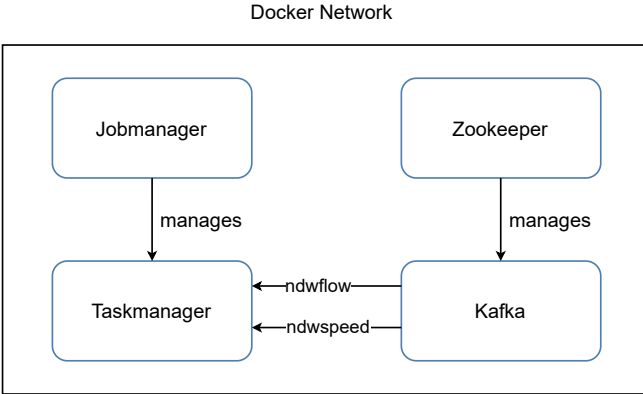 Docker Network
Jobmanager
Zookeeper
manages
manages
Taskmanager
ndwflow
ndwspeed
Kafka